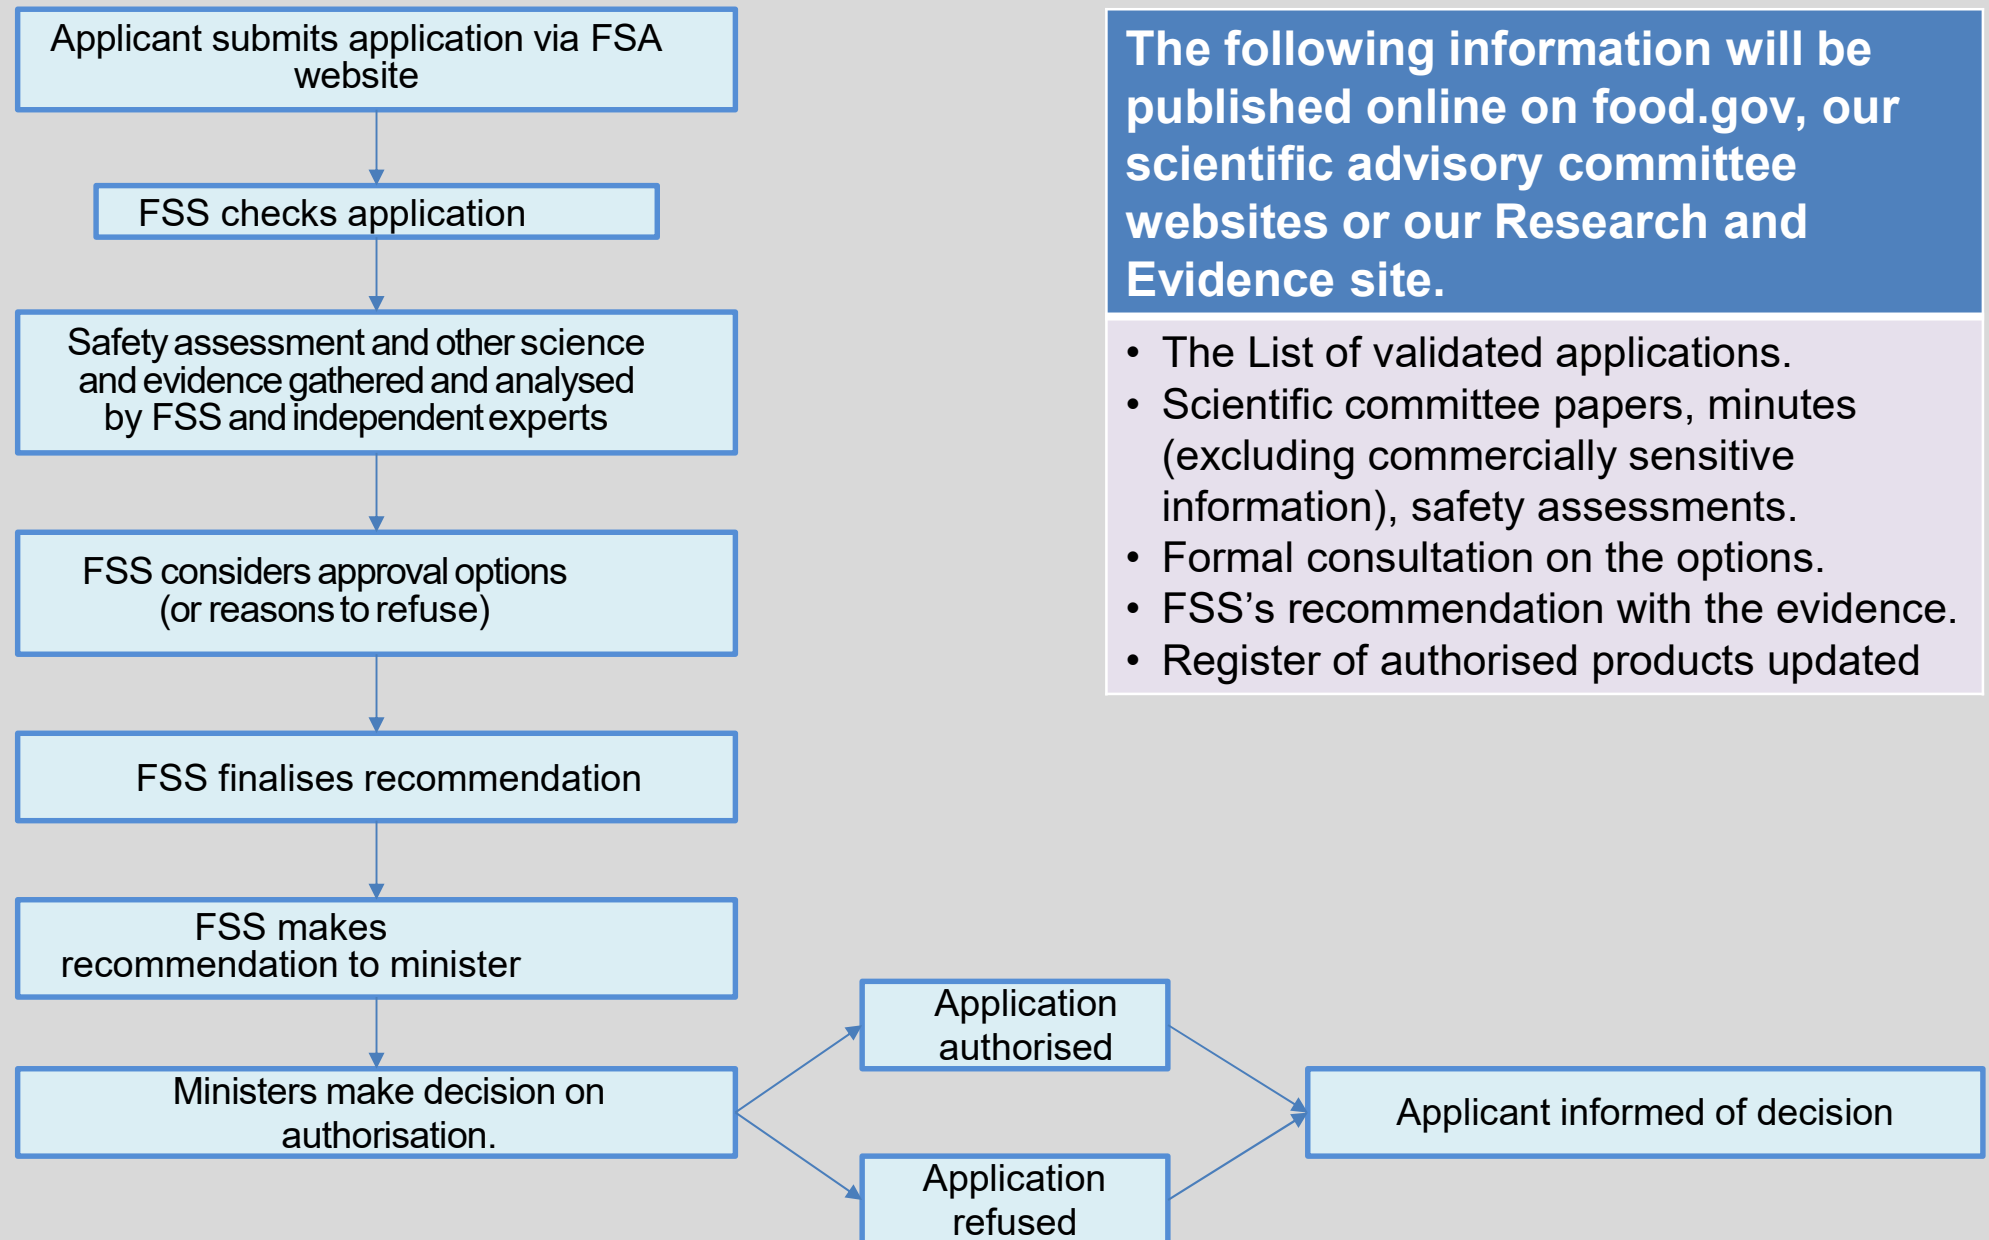 Applicant submits application via FSA
website
FSS checks application
Safety assessment and other science
and evidence gathered and analysed
by FSS and independent experts
FSS considers approval options
(or reasons to refuse)
FSS finalises recommendation
FSS makes
recommendation to minister
Ministers make decision on
authorisation.
Application
authorised
Application
refused
Applicant informed of decision
The following information will be
published online on food.gov, our
scientific advisory committee
websites or our Research and
Evidence site.
• The List of validated applications.
• Scientific committee papers, minutes
(excluding commercially sensitive
information), safety assessments.
• Formal consultation on the options.
• FSS’s recommendation with the evidence.
• Register of authorised products updated